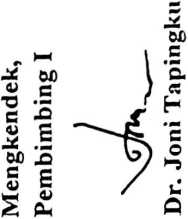 Mengkendek,
Pembimbing I
Dr. Joni Tapingku